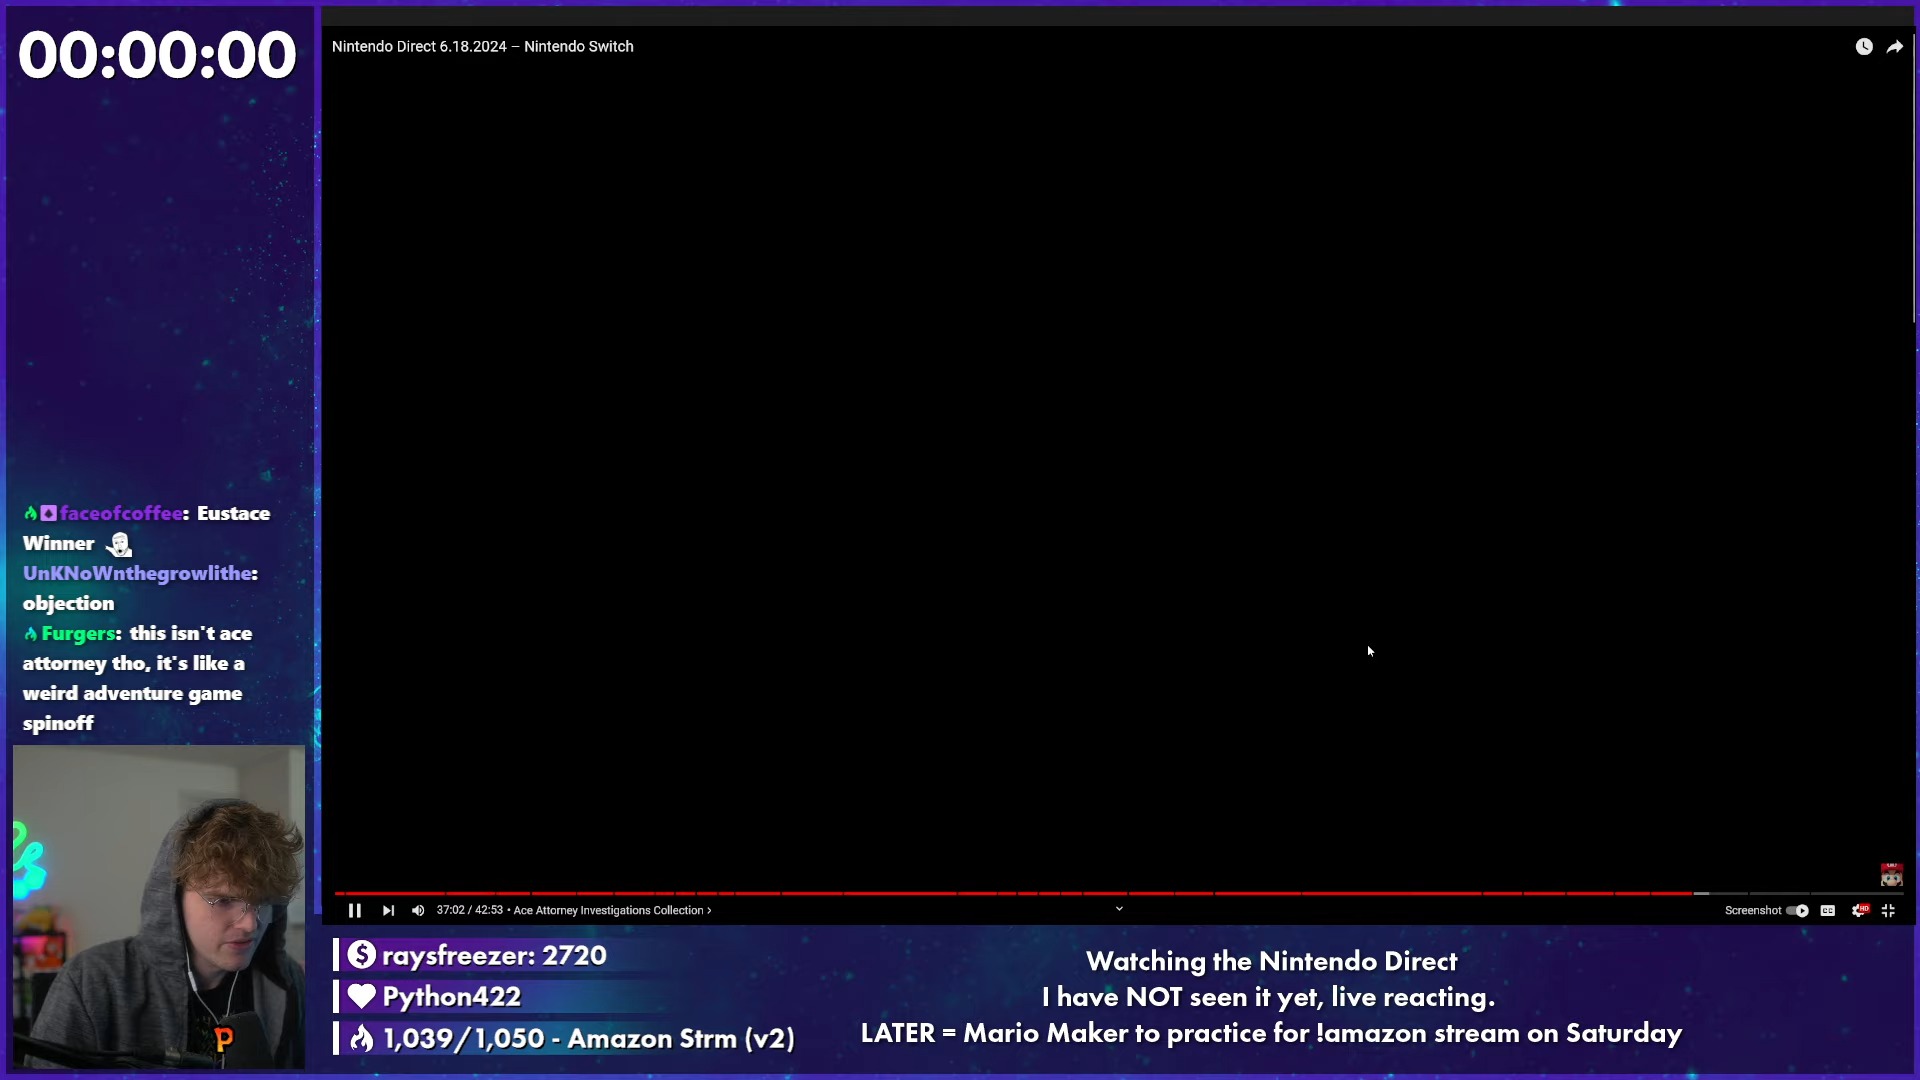 00:00:00
Nintendo Direct 6.18.2024 – Nintendo Switch
faceofcoffee: Eustace
Winner
UnKNoWnthegrowlithe:
objection
Furgers: this isn't ace
attorney tho, it's like a
weird adventure game
spinoff
37:02 / 42:53 • Ace Attorney Investigations Collection >
Screenshot
CC
HD
$ raysfreezer: 2720
Python422
1,039/1,050 - Amazon Strm (v2)
Watching the Nintendo Direct
I have NOT seen it yet, live reacting.
LATER = Mario Maker to practice for !amazon stream on Saturday